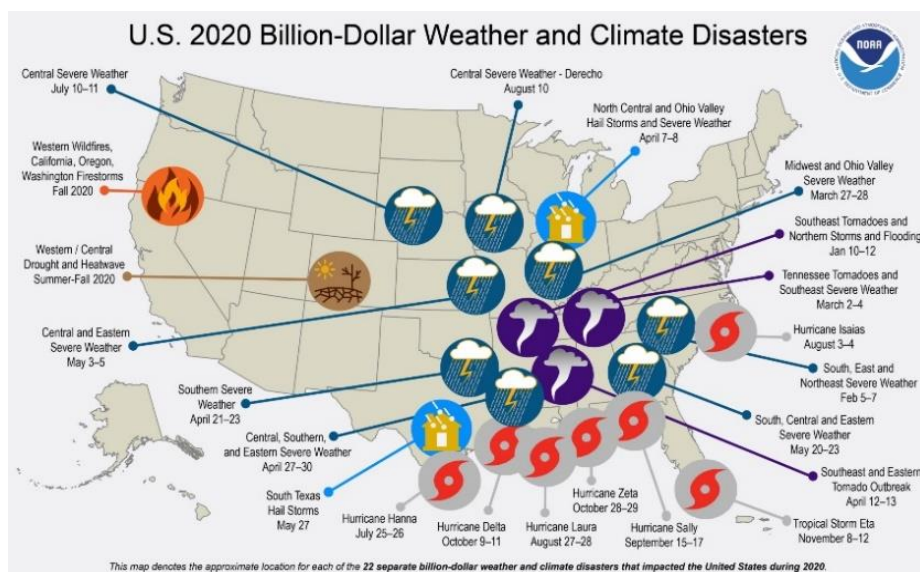 U.S. 2020 Billion-Dollar Weather and Climate Disasters
NOAA
Central Severe Weather
July 10–11
Central Severe Weather - Derecho
August 10
North Central and Ohio Valley
Hail Storms and Severe Weather
April 7–8
Western Wildfires,
California, Oregon,
Washington Firestorms
Fall 2020
Midwest and Ohio Valley
Severe Weather
March 27–28
Southeast Tornadoes and
Northern Storms and Flooding
Jan 10–12
Western / Central
Drought and Heatwave
Summer-Fall 2020
Tennessee Tornadoes and
Southeast Severe Weather
March 2–4
Central and Eastern
Severe Weather
May 3–5
Hurricane Isaias
August 3–4
South, East and
Northeast Severe Weather
Feb 5–7
Southern Severe
Weather
April 21–23
South, Central and Eastern
Severe Weather
May 20–23
Central, Southern,
and Eastern Severe Weather
April 27–30
Southeast and Eastern
Tornado Outbreak
April 12–13
South Texas
Hail Storms
May 27
Hurricane Hanna
July 25–26
Hurricane Delta
October 9–11
Hurricane Laura
August 27–28
Hurricane Zeta
October 28–29
Hurricane Sally
September 15–17
Tropical Storm Eta
November 8–12
This map denotes the approximate location for each of the 22 separate billion-dollar weather and climate disasters that impacted the United States during 2020.